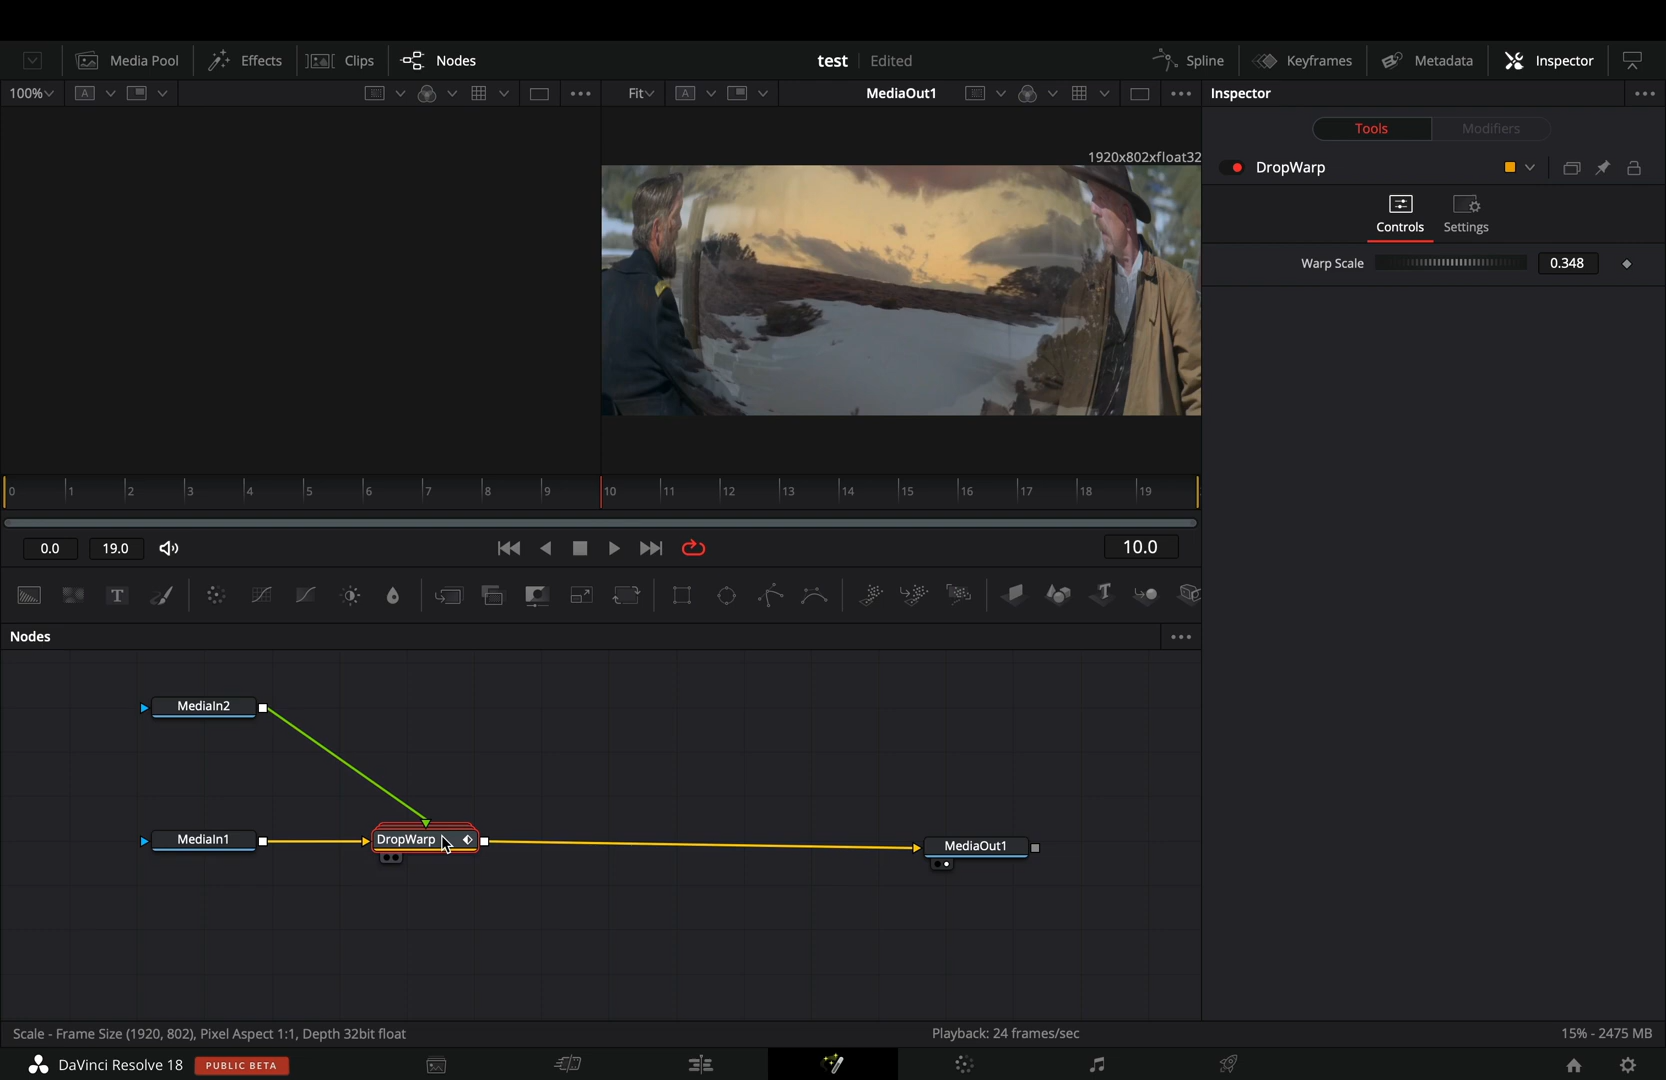 Media Pool Effects Clips Nodes test Edited Spline Keyframes Metadata Inspector
100% A Fit A MediaOut1 Inspector
Tools Modifiers
1920x802xfloat32
DropWarp
Controls Settings
Warp Scale 0.348
0 1 2 3 4 5 6 7 8 9 10 11 12 13 14 15 16 17 18 19
0.0 19.0 10.0
T T
Nodes
MediaIn2
MediaIn1 DropWarp MediaOut1
Scale - Frame Size (1920, 802), Pixel Aspect 1:1, Depth 32bit float Playback: 24 frames/sec 15% - 2475 MB
DaVinci Resolve 18 PUBLIC BETA